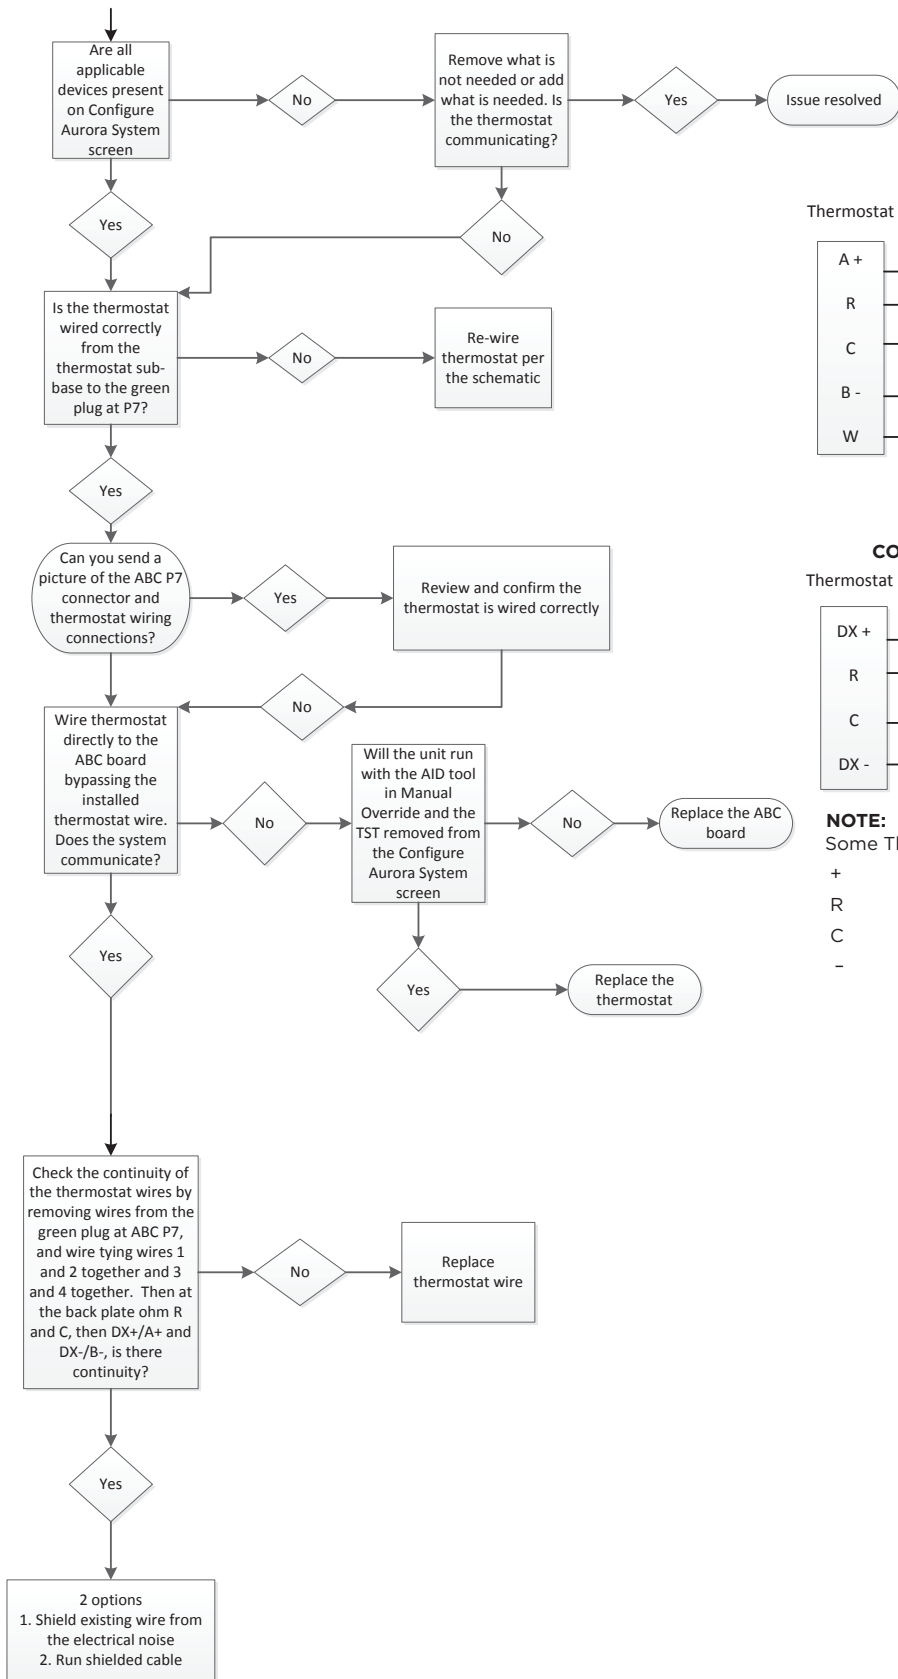 Are all
applicable
devices present
on Configure
Aurora System
screen
No
Remove what is
not needed or add
what is needed. Is
the thermostat
communicating?
Yes
Issue resolved
Yes
No
Thermostat
A +
R
C
B -
W
Is the thermostat
wired correctly
from the
thermostat sub-
base to the green
plug at P7?
No
Re-wire
thermostat per
the schematic
Yes
Can you send a
picture of the ABC P7
connector and
thermostat wiring
connections?
Yes
Review and confirm the
thermostat is wired correctly
CO
Thermostat
DX +
R
C
DX -
No
Wire thermostat
directly to the
ABC board
bypassing the
installed
thermostat wire.
Does the system
communicate?
No
Will the unit run
with the AID tool
in Manual
Override and the
TST removed from
the Configure
Aurora System
screen
No
Replace the ABC
board
NOTE:
Some Th
+
R
C
–
Yes
Yes
Replace the
thermostat
Check the continuity of
the thermostat wires by
removing wires from the
green plug at ABC P7,
and wire tying wires 1
and 2 together and 3
and 4 together. Then at
the back plate ohm R
and C, then DX+/A+ and
DX-/B-, is there
continuity?
No
Replace
thermostat wire
Yes
2 options
1. Shield existing wire from
the electrical noise
2. Run shielded cable